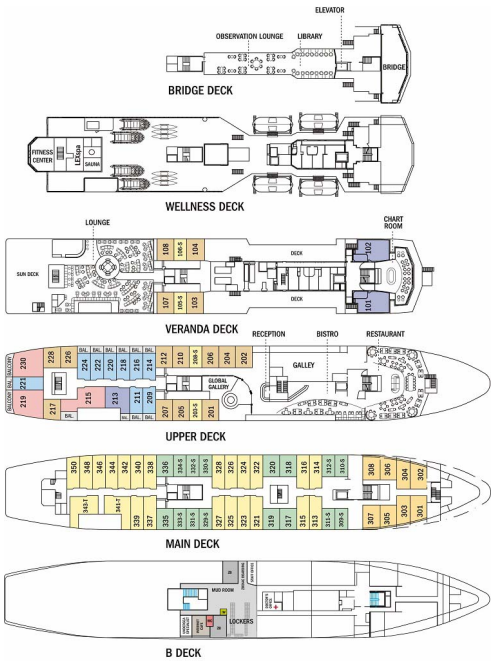 ELEVATOR
OBSERVATION LOUNGE
LIBRARY
BRIDGE
BRIDGE DECK
FITNESS CENTER
LEXspa
SAUNA
WELLNESS DECK
LOUNGE
CHART ROOM
SUN DECK
108 106-S 104
DECK
102
107 105-S 103
DECK
101
VERANDA DECK
RECEPTION
BISTRO
RESTAURANT
BALCONY BAL. BALCONY
BAL. BAL. BAL. BAL. BAL. BAL.
230 228 226 224 222 220 218 216 214 212 210 208-S 206 204 202
221
219 217 215 213 211 209 207 205 203-S 201
BAL. BAL.
GLOBAL GALLERY
GALLEY
UPPER DECK
350 348 346 344 342 340 338 336 334-S 332-S 330-S 328 326 324 322 320 318 316 314 312-S 310-S 308 306 304 302
343-T 341-T 339 337 335 333-S 331-S 329-S 327 325 323 321 319 317 315 313 311-S 309-S 307 305 303 301
MAIN DECK
MUD ROOM
LOCKERS
B DECK